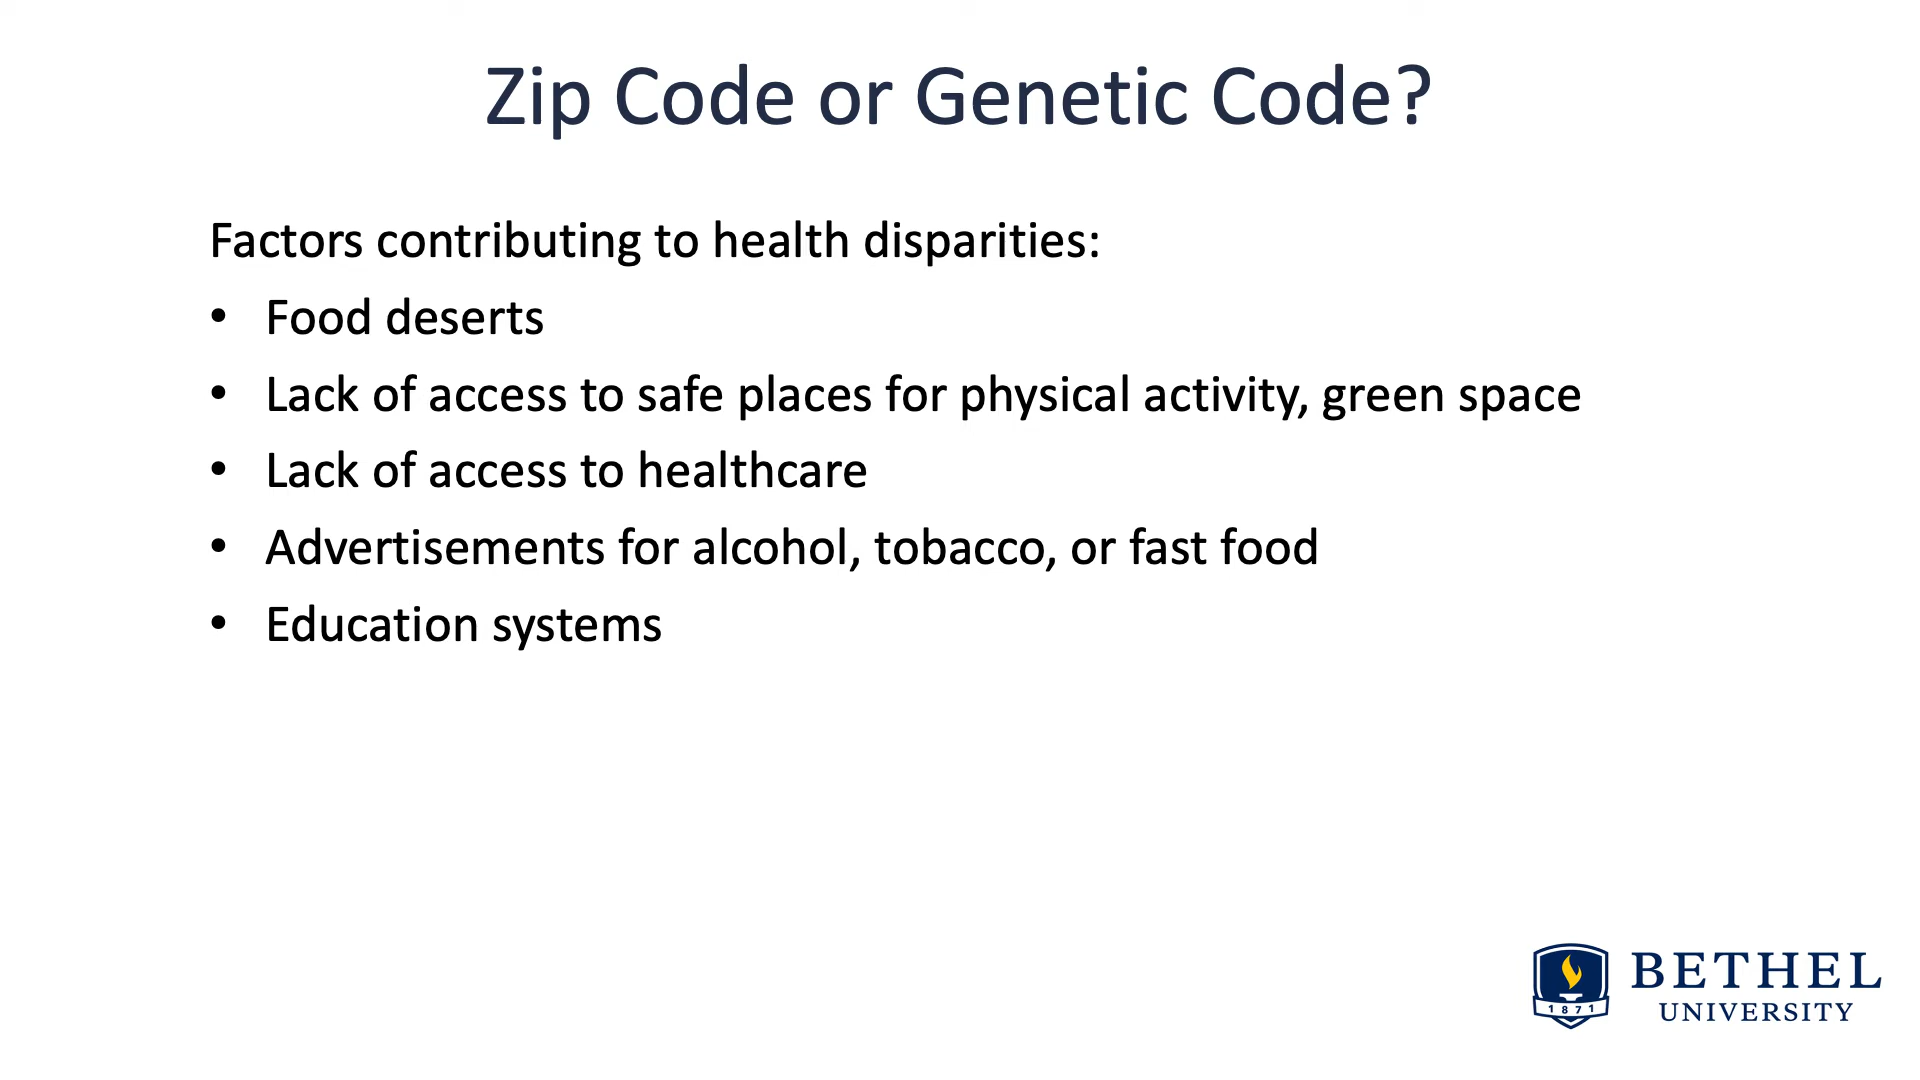 Zip Code or Genetic Code?
Factors contributing to health disparities:
• Food deserts
• Lack of access to safe places for physical activity, green space
• Lack of access to healthcare
• Advertisements for alcohol, tobacco, or fast food
• Education systems
BETHEL
UNIVERSITY
1871